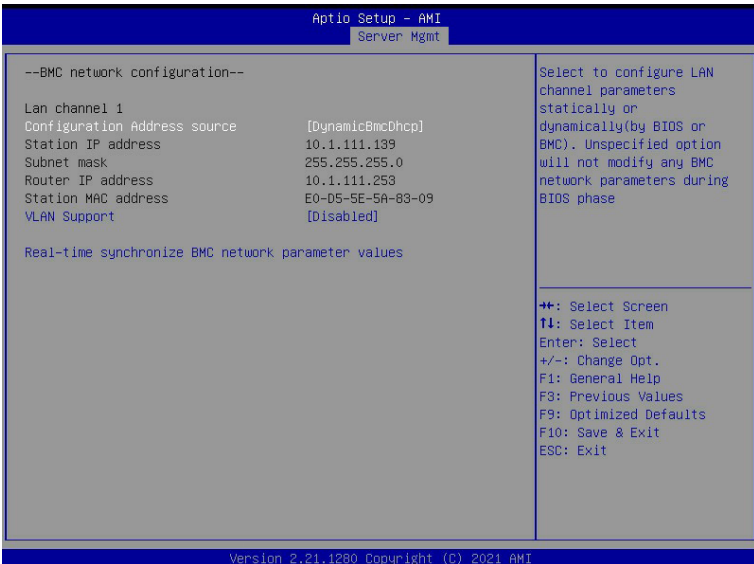 Aptio Setup - AMI
Server Mgmt
--BMC network configuration--
Lan channel 1
Configuration Address source [DynamicBmcDhcp]
Station IP address 10.1.111.139
Subnet mask 255.255.255.0
Router IP address 10.1.111.253
Station MAC address E0-D5-5E-5A-83-09
VLAN Support [Disabled]
Real-time synchronize BMC network parameter values
Select to configure LAN
channel parameters
statically or
dynamically(by BIOS or
BMC). Unspecified option
will not modify any BMC
network parameters during
BIOS phase
→←: Select Screen
↑↓: Select Item
Enter: Select
+/-: Change Opt.
F1: General Help
F3: Previous Values
F9: Optimized Defaults
F10: Save & Exit
ESC: Exit
Version 2.21.1280 Copyright (C) 2021 AMI